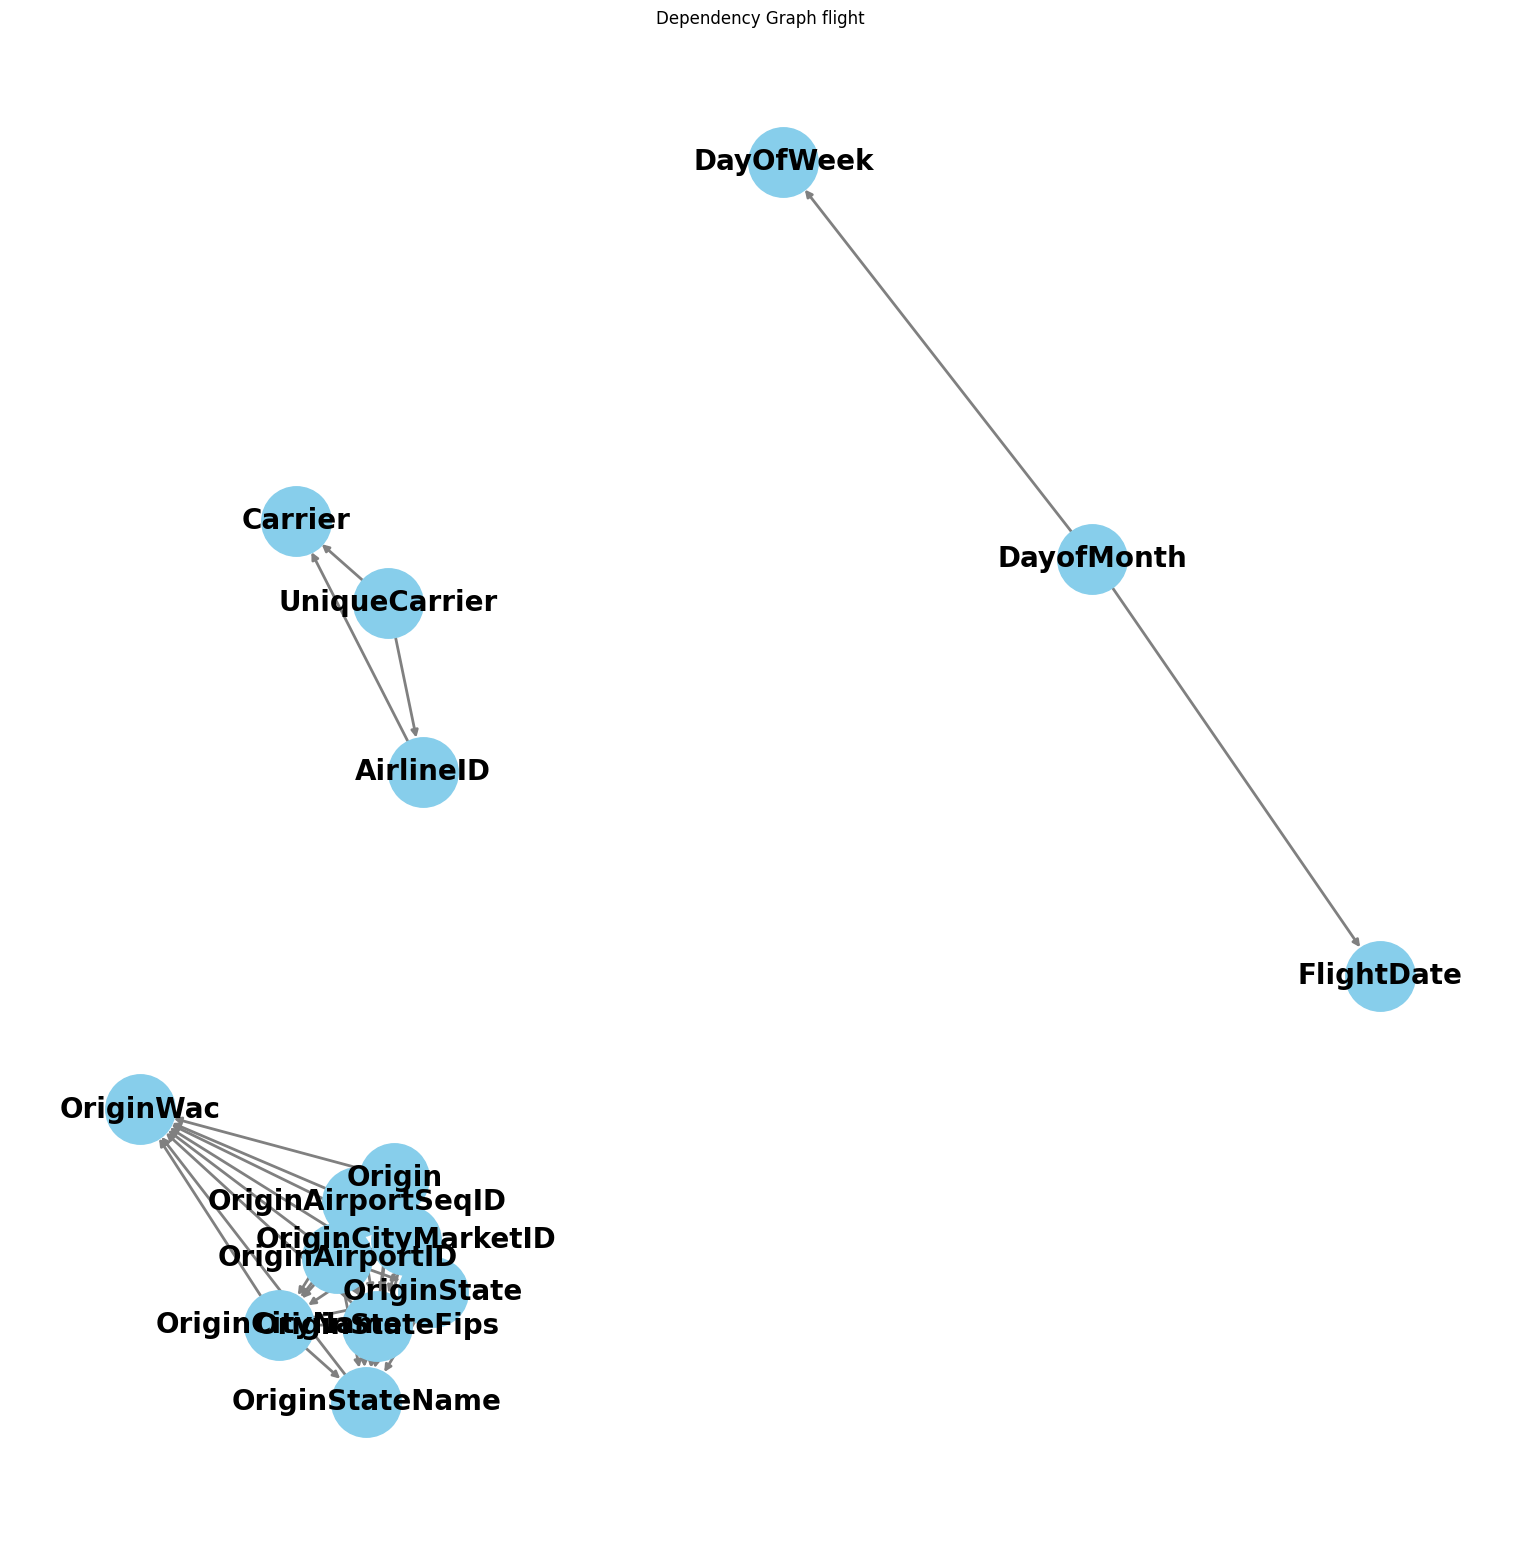 Dependency Graph flight
DayOfWeek
Carrier
DayofMonth
UniqueCarrier
AirlineID
FlightDate
OriginWac
Origin
OriginAirportSeqID
OriginCityMarketID
OriginAirportID
OriginState
OriginCityName
OriginStateFips
OriginStateName